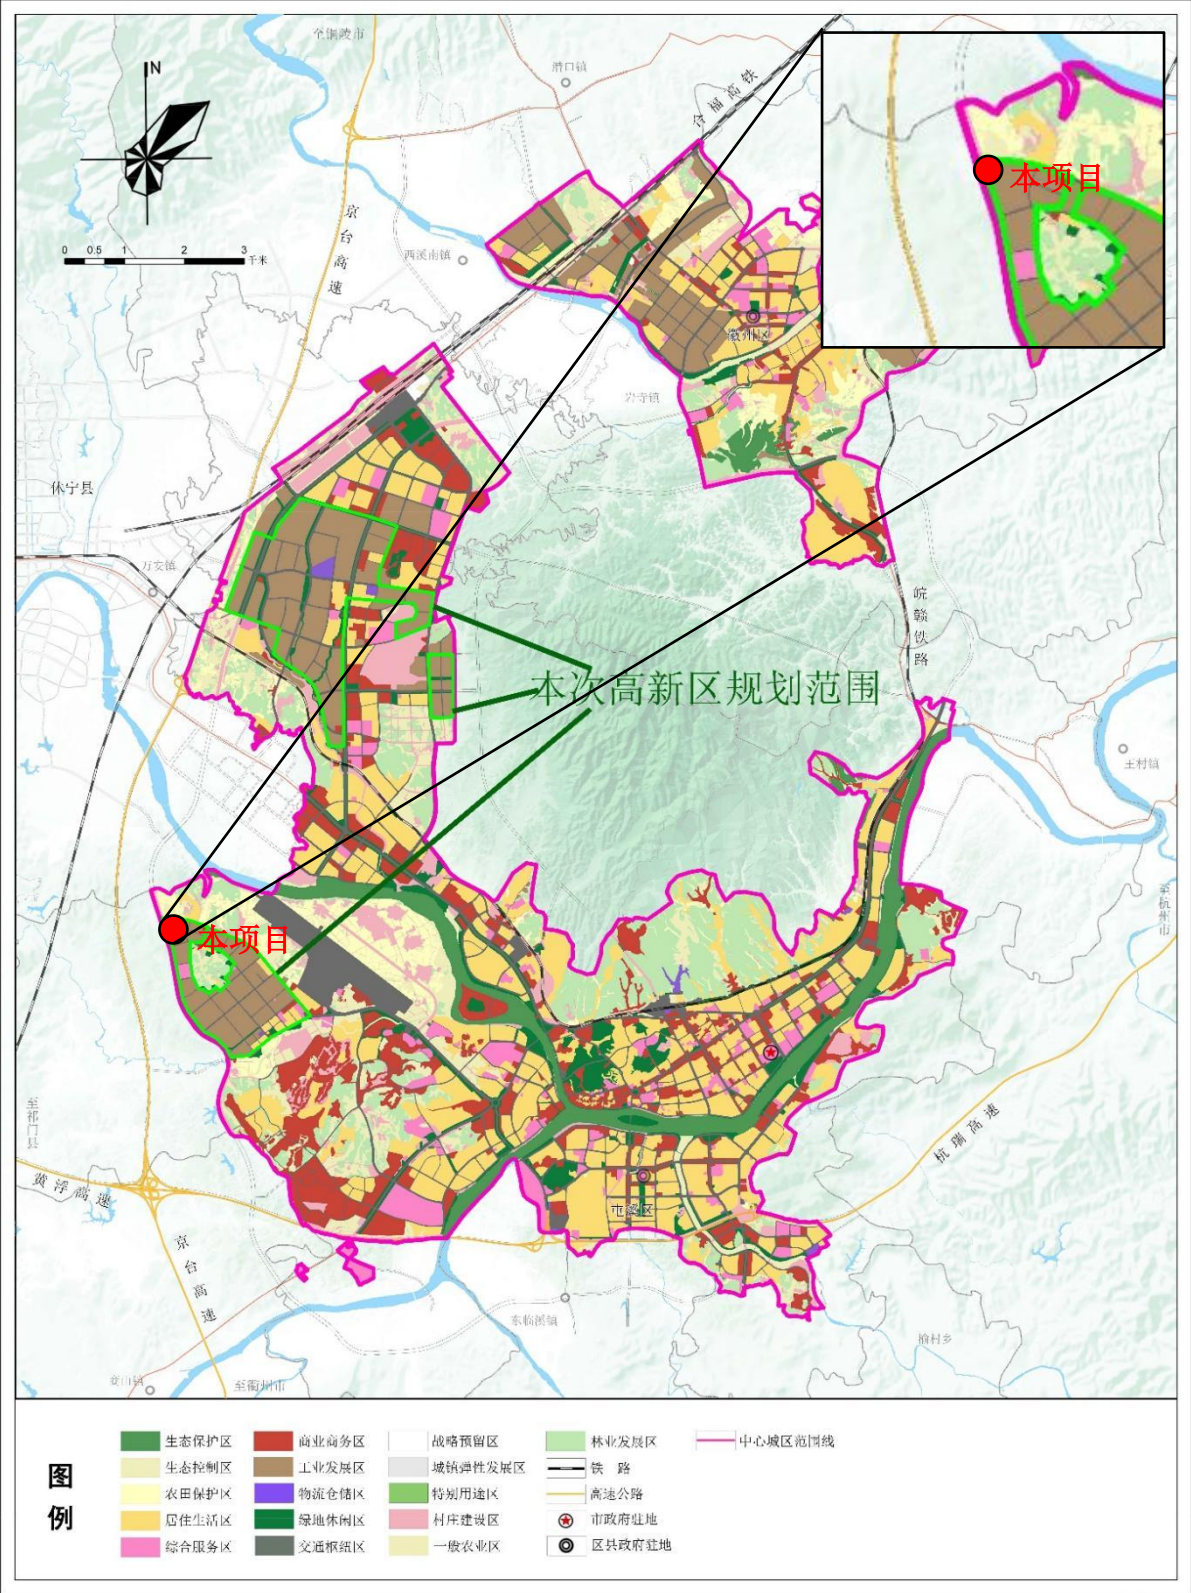 至铜陵市
潜口镇
合福高铁
N
本项目
京台高速
0 0.5 1 2 3 千米
西溪南镇
徽州区
岩寺镇
休宁县
万安镇
皖赣铁路
本次高新区规划范围
王村镇
至杭州市
本项目
至祁门县
杭瑞高速
黄浮高速
屯溪区
京台高速
东临溪镇
榆村乡
至衢州市
图例
生态保护区 商业商务区 战略预留区 林业发展区 中心城区范围线
生态控制区 工业发展区 城镇弹性发展区 铁 路
农田保护区 物流仓储区 特别用途区 高速公路
居住生活区 绿地休闲区 村庄建设区 市政府驻地
综合服务区 交通枢纽区 一般农业区 区县政府驻地